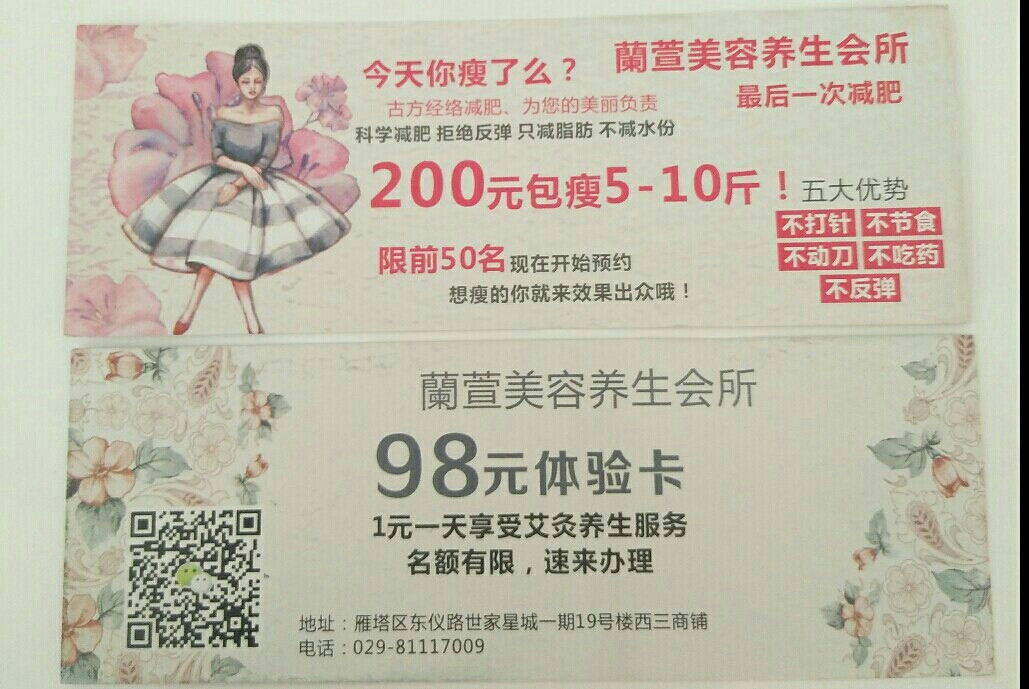 今天你瘦了么？
蘭萱美容养生会所
最后一次减肥
古方经络减肥、为您的美丽负责
科学减肥 拒绝反弹 只减脂肪 不减水份
200元包瘦5-10斤！
五大优势
不打针 不节食
不动刀 不吃药
不反弹
限前50名 现在开始预约
想瘦的你就来效果出众哦！
蘭萱美容养生会所
98元体验卡
1元一天享受艾灸养生服务
名额有限，速来办理
地址：雁塔区东仪路世家星城一期19号楼西三商铺
电话：029-81117009